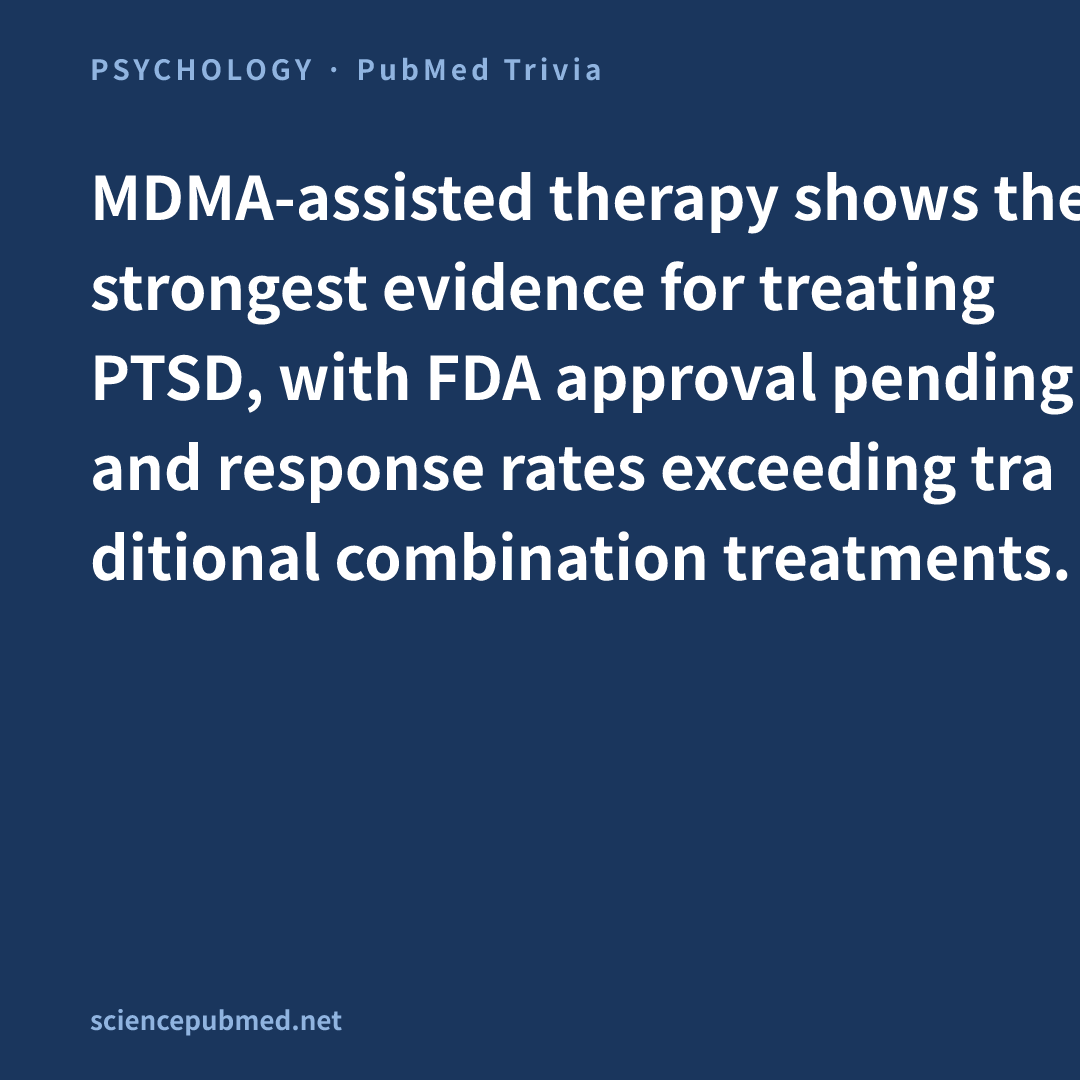 PSYCHOLOGY · PubMed Trivia
MDMA-assisted therapy shows the
strongest evidence for treating
PTSD, with FDA approval pending
and response rates exceeding tra
ditional combination treatments.
sciencepubmed.net